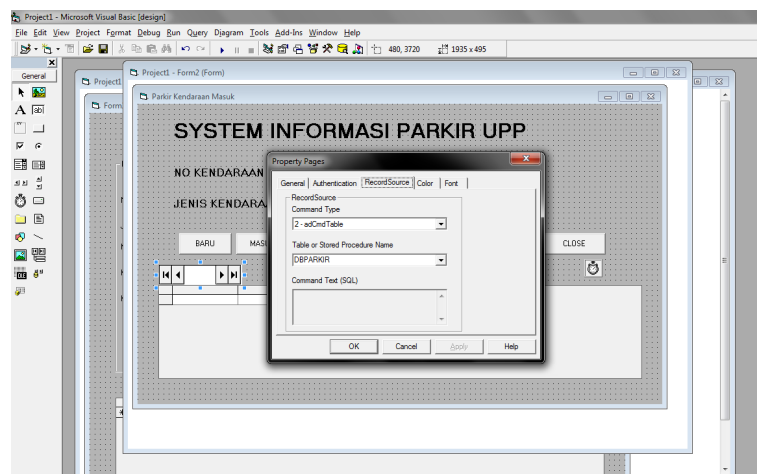 Project1 - Microsoft Visual Basic [design]
File Edit View Project Format Debug Run Query Diagram Tools Add-Ins Window Help
480, 3720 1935 x 495
General
Project1
Project1 - Form2 (Form)
Form
Parkir Kendaraan Masuk
SYSTEM INFORMASI PARKIR UPP
NO KENDARAAN
JENIS KENDARA
BARU
MASU
CLOSE
Property Pages
General Authentication RecordSource Color Font
RecordSource
Command Type
2 - adCmdTable
Table or Stored Procedure Name
DBPARKIR
Command Text (SQL)
OK Cancel Apply Help